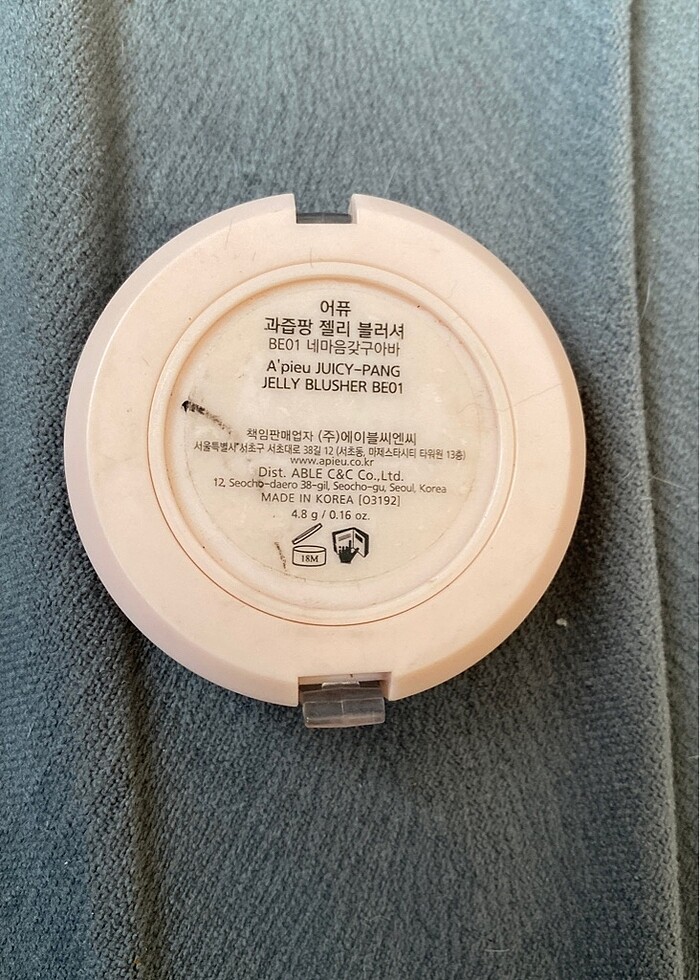 어퓨
과즙팡 젤리 블러셔
BE01 네마음갖구아바
A'pieu JUICY-PANG
JELLY BLUSHER BE01
책임판매업자 (주)에이블씨엔씨
서울특별시 서초구 서초대로 38길 12 (서초동, 마제스타시티 타워원 13층)
www.apieu.co.kr
Dist. ABLE C&C Co.,Ltd.
12, Seocho-daero 38-gil, Seocho-gu, Seoul, Korea
MADE IN KOREA [O3192]
4.8 g / 0.16 oz.
18M